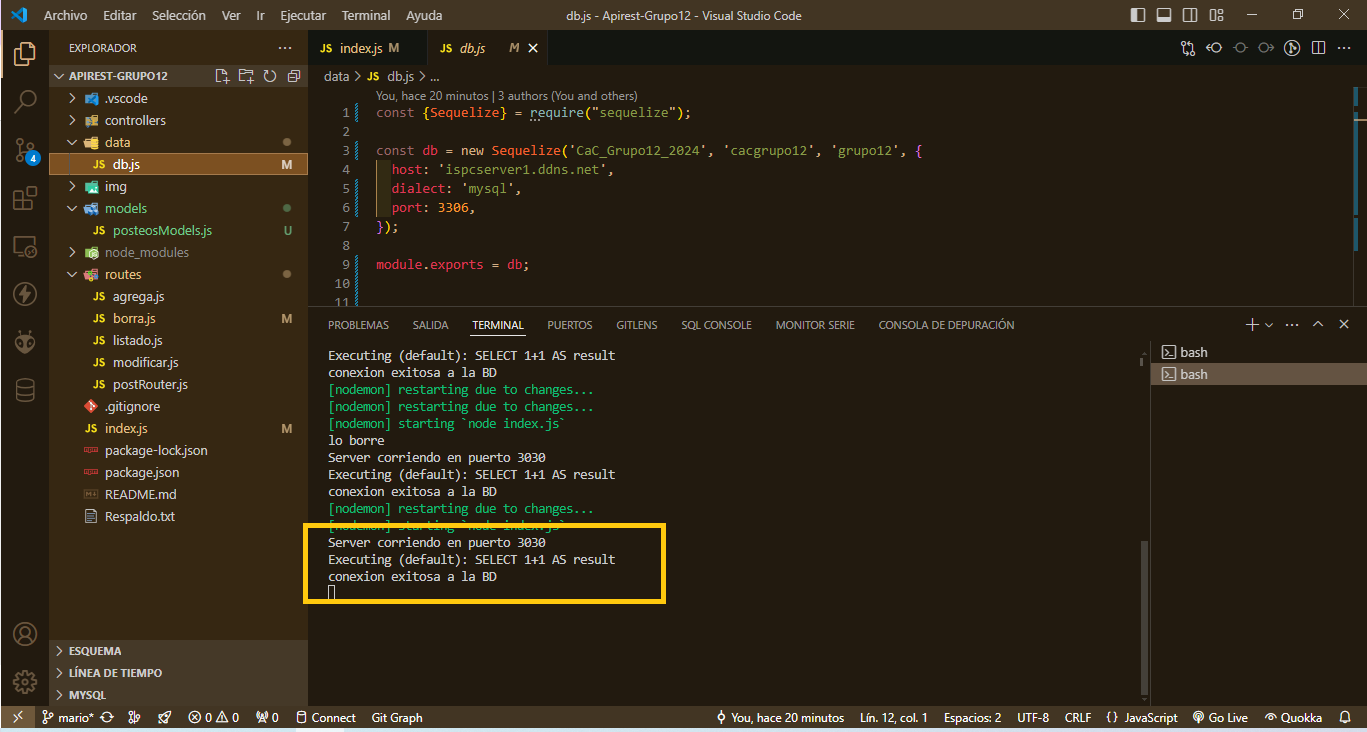 Archivo Editar Selección Ver Ir Ejecutar Terminal Ayuda
db.js - Apirest-Grupo12 - Visual Studio Code
EXPLORADOR
APIREST-GRUPO12
.vscode
controllers
data
JS db.js M
img
models
JS posteosModels.js U
node_modules
routes
JS agrega.js
JS borra.js M
JS listado.js
JS modificar.js
JS postRouter.js
.gitignore
JS index.js M
package-lock.json
package.json
README.md
Respaldo.txt
ESQUEMA
LÍNEA DE TIEMPO
MYSQL
4
JS index.js M
JS db.js M
data > JS db.js > ...
You, hace 20 minutos | 3 authors (You and others)
1 const {Sequelize} = require("sequelize");
2
3 const db = new Sequelize('CaC_Grupo12_2024', 'cacgrupo12', 'grupo12', {
4 host: 'ispcserver1.ddns.net',
5 dialect: 'mysql',
6 port: 3306,
7 });
8
9 module.exports = db;
10
11
PROBLEMAS SALIDA TERMINAL PUERTOS GITLENS SQL CONSOLE MONITOR SERIE CONSOLA DE DEPURACIÓN
Executing (default): SELECT 1+1 AS result
conexion exitosa a la BD
[nodemon] restarting due to changes...
[nodemon] restarting due to changes...
[nodemon] starting `node index.js`
lo borre
Server corriendo en puerto 3030
Executing (default): SELECT 1+1 AS result
conexion exitosa a la BD
[nodemon] restarting due to changes...
[nodemon] starting `node index.js`
Server corriendo en puerto 3030
Executing (default): SELECT 1+1 AS result
conexion exitosa a la BD
bash
bash
mario* 0 0 0 Connect Git Graph
You, hace 20 minutos Lín. 12, col. 1 Espacios: 2 UTF-8 CRLF {} JavaScript Go Live Quokka